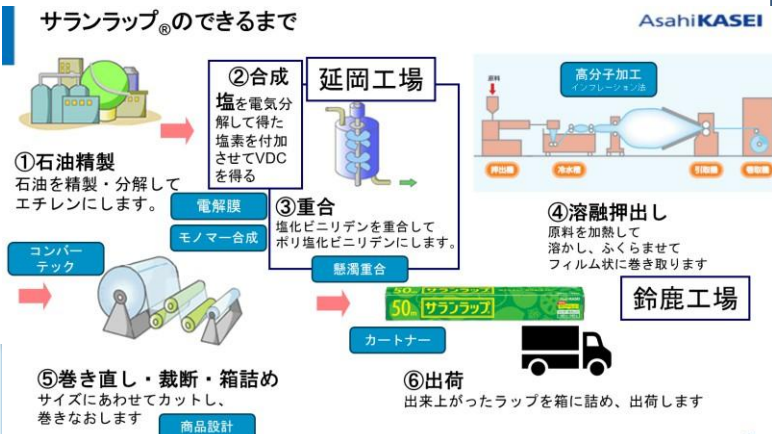 サランラップ®のできるまで
AsahiKASEI
①石油精製
石油を精製・分解して
エチレンにします。
②合成
塩を電気分
解して得た
塩素を付加
させてVDC
を得る
延岡工場
電解膜
モノマー合成
③重合
塩化ビニリデンを重合して
ポリ塩化ビニリデンにします。
懸濁重合
原料
高分子加工
インフレーション法
押出機
冷水槽
引取機
巻取機
④溶融押出し
原料を加熱して
溶かし、ふくらませて
フィルム状に巻き取ります
鈴鹿工場
コンバー
テック
⑤巻き直し・裁断・箱詰め
サイズにあわせてカットし、
巻きなおします
商品設計
50m サランラップ
カートナー
⑥出荷
出来上がったラップを箱に詰め、出荷します